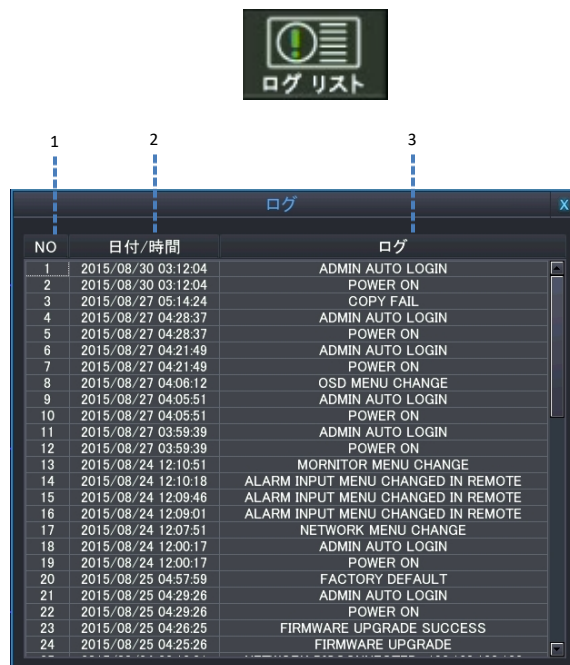 ログ リスト
1 2 3
ログ X
NO 日付/時間 ログ
1 2015/08/30 03:12:04 ADMIN AUTO LOGIN
2 2015/08/30 03:12:04 POWER ON
3 2015/08/27 05:14:24 COPY FAIL
4 2015/08/27 04:28:37 ADMIN AUTO LOGIN
5 2015/08/27 04:28:37 POWER ON
6 2015/08/27 04:21:49 ADMIN AUTO LOGIN
7 2015/08/27 04:21:49 POWER ON
8 2015/08/27 04:06:12 OSD MENU CHANGE
9 2015/08/27 04:05:51 ADMIN AUTO LOGIN
10 2015/08/27 04:05:51 POWER ON
11 2015/08/27 03:59:39 ADMIN AUTO LOGIN
12 2015/08/27 03:59:39 POWER ON
13 2015/08/24 12:10:51 MORNITOR MENU CHANGE
14 2015/08/24 12:10:18 ALARM INPUT MENU CHANGED IN REMOTE
15 2015/08/24 12:09:46 ALARM INPUT MENU CHANGED IN REMOTE
16 2015/08/24 12:09:01 ALARM INPUT MENU CHANGED IN REMOTE
17 2015/08/24 12:07:51 NETWORK MENU CHANGE
18 2015/08/24 12:00:17 ADMIN AUTO LOGIN
19 2015/08/24 12:00:17 POWER ON
20 2015/08/25 04:57:59 FACTORY DEFAULT
21 2015/08/25 04:29:26 ADMIN AUTO LOGIN
22 2015/08/25 04:29:26 POWER ON
23 2015/08/25 04:26:25 FIRMWARE UPGRADE SUCCESS
24 2015/08/25 04:25:26 FIRMWARE UPGRADE